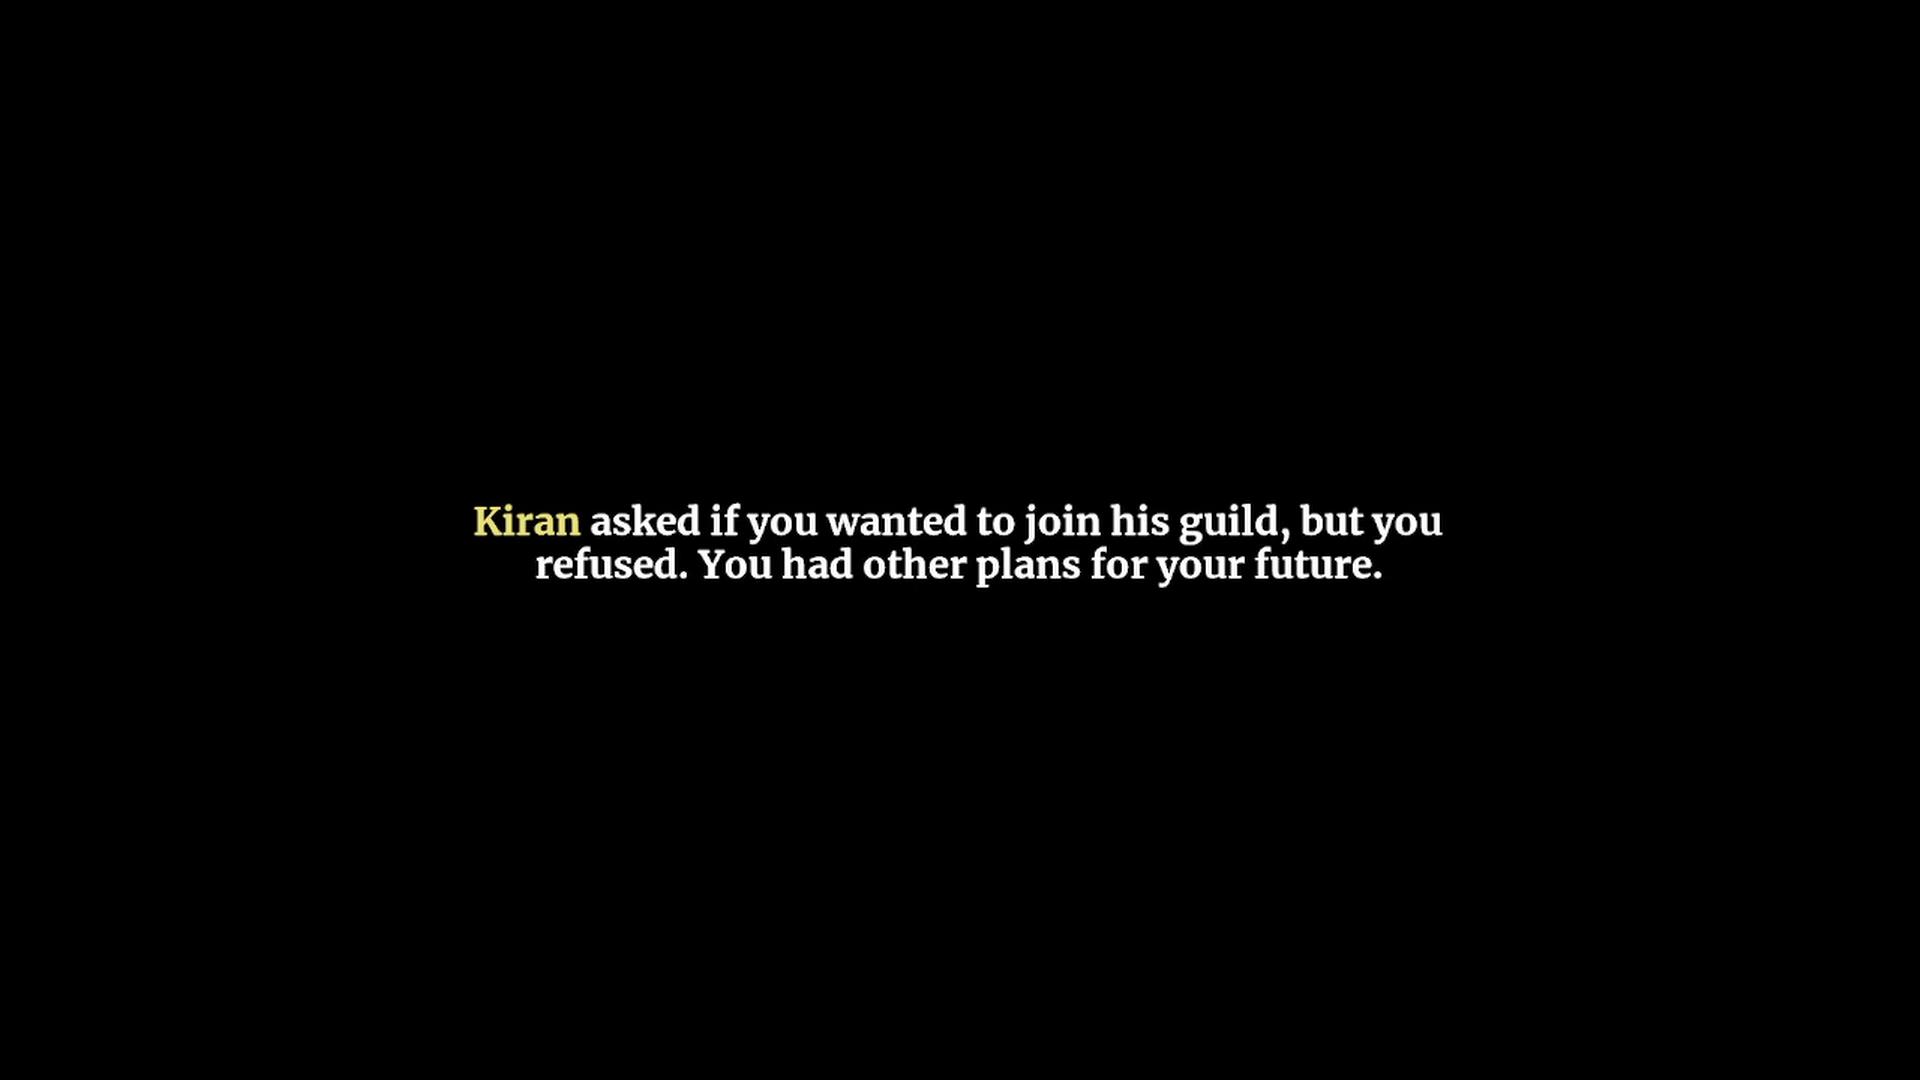 Kiran asked if you wanted to join his guild, but you
refused. You had other plans for your future.